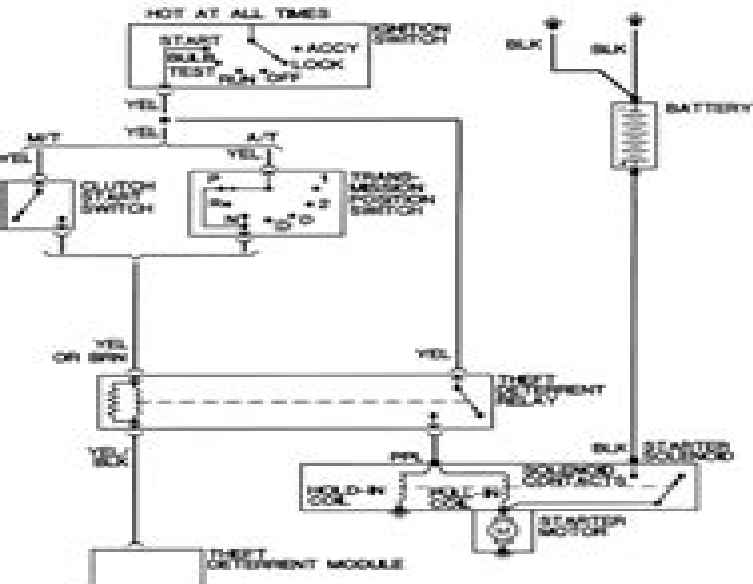 HOT AT ALL TIMES
IGNITION
SWITCH
START
BULB
TEST
RUN
OFF
LOCK
ACCY
BLK
BLK
BATTERY
YEL
YEL
M/T
A/T
YEL
YEL
CLUTCH
START
SWITCH
P
R
N
D
D
2
1
TRANS-
MISSION
POSITION
SWITCH
YEL
OR BRN
YEL
THEFT
DETERRENT
RELAY
YEL/
BLK
PPL
BLK
STARTER
SOLENOID
HOLD-IN
COIL
PULL-IN
COIL
SOLENOID
CONTACTS
STARTER
MOTOR
THEFT
DETERRENT MODULE